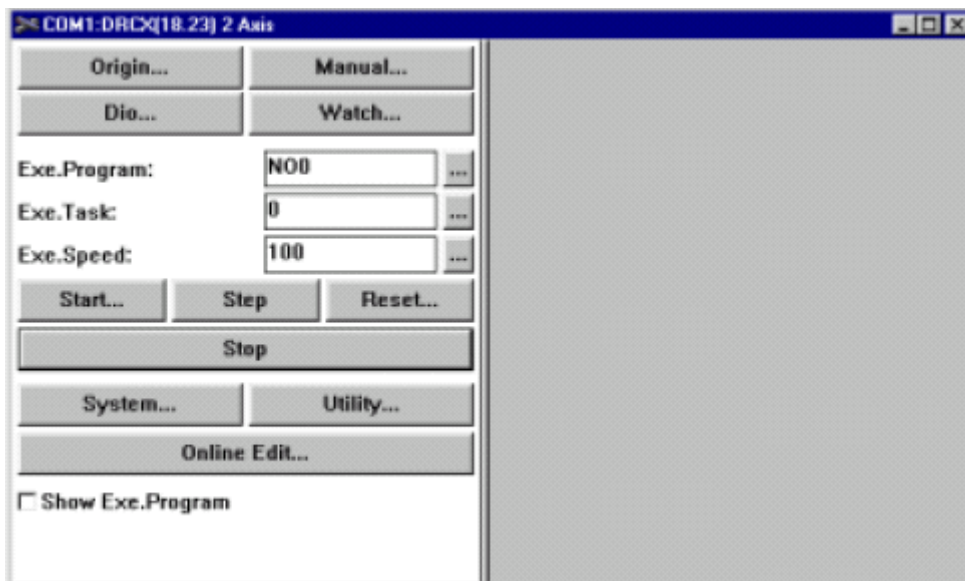 COM1:DRCX(18.23) 2 Axis
Origin... Manual...
Dio... Watch...
Exe.Program: NO0 ...
Exe.Task: 0 ...
Exe.Speed: 100 ...
Start... Step Reset...
Stop
System... Utility...
Online Edit...
Show Exe.Program